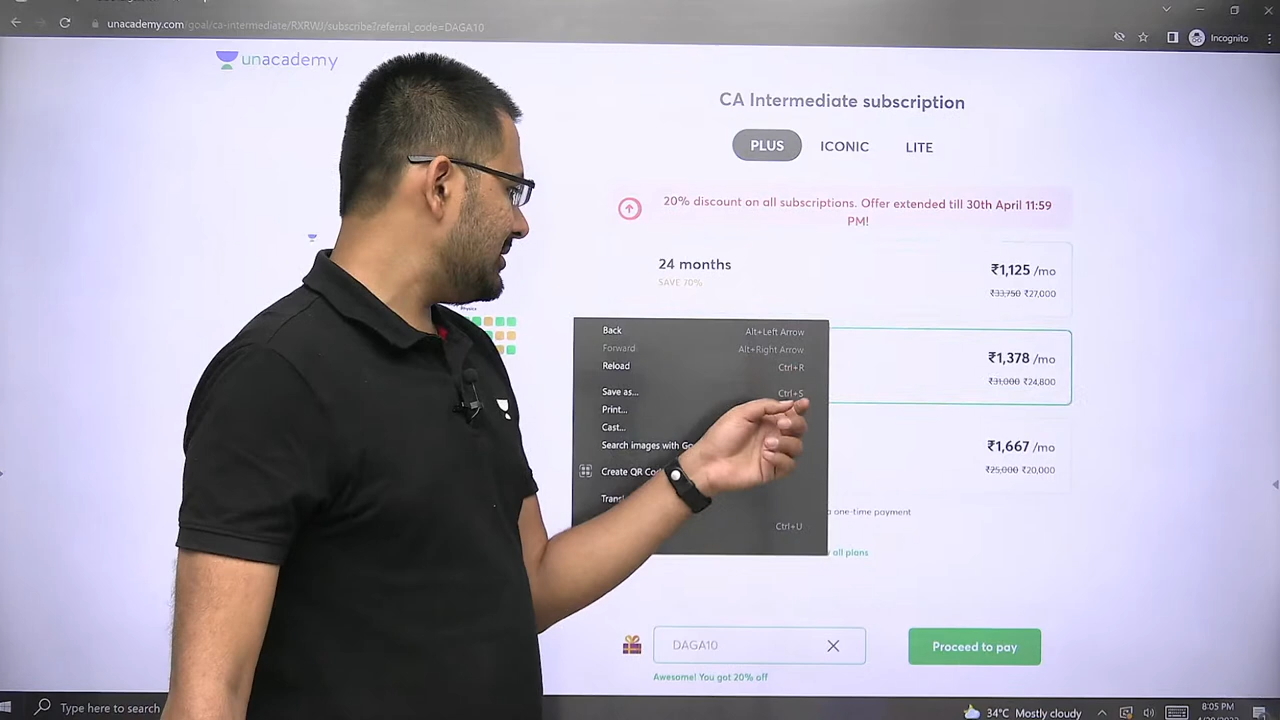 unacademy.com/goal/ca-intermediate/RXRWJ/subscribe?referral_code=DAGA10
Incognito
unacademy
CA Intermediate subscription
PLUS
ICONIC
LITE
20% discount on all subscriptions. Offer extended till 30th April 11:59
PM!
24 months
₹1,125 /mo
SAVE 70%
₹33,750 ₹27,000
Physics
Back
Alt+Left Arrow
Forward
Alt+Right Arrow
Reload
Ctrl+R
₹1,378 /mo
₹31,000 ₹24,800
Save as...
Ctrl+S
Print...
Cast...
Search images with
Create QR
₹1,667 /mo
₹25,000 ₹20,000
one-time payment
Ctrl+U
all plans
DAGA10
Proceed to pay
Awesome! You got 20% off
Type here to search
34°C Mostly cloudy
8:05 PM